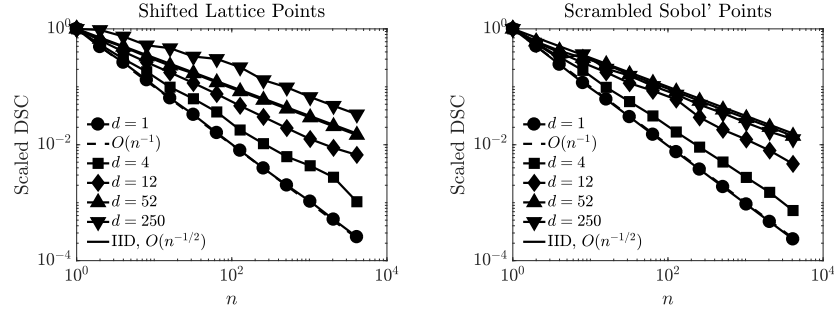 Shifted Lattice Points
10^0
10^{-2}
10^{-4}
Scaled DSC
d = 1
O(n^{-1})
d = 4
d = 12
d = 52
d = 250
IID, O(n^{-1/2})
10^0
10^2
10^4
n
Scrambled Sobol' Points
10^0
10^{-2}
10^{-4}
Scaled DSC
d = 1
O(n^{-1})
d = 4
d = 12
d = 52
d = 250
IID, O(n^{-1/2})
10^0
10^2
10^4
n